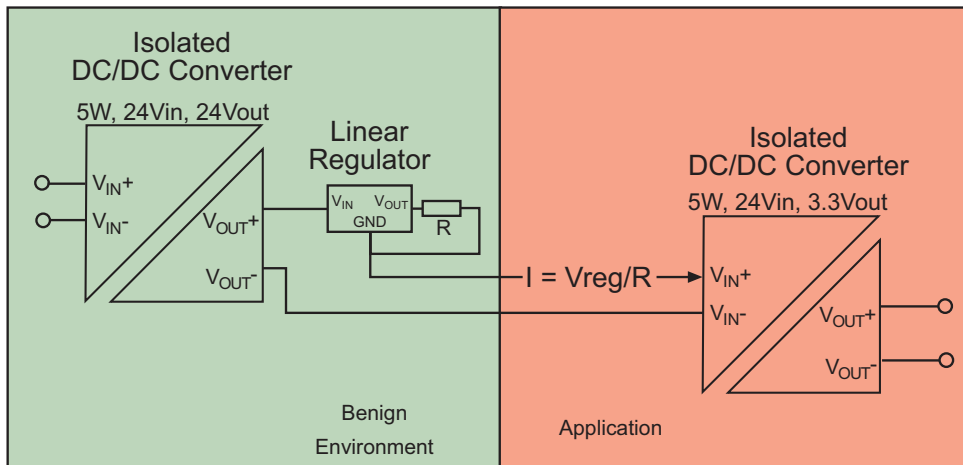 Isolated
DC/DC Converter
5W, 24Vin, 24Vout
VIN+
VIN-
VOUT+
VOUT-
Linear
Regulator
VIN
VOUT
GND
R
I = Vreg/R
Isolated
DC/DC Converter
5W, 24Vin, 3.3Vout
VIN+
VIN-
VOUT+
VOUT-
Benign
Environment
Application